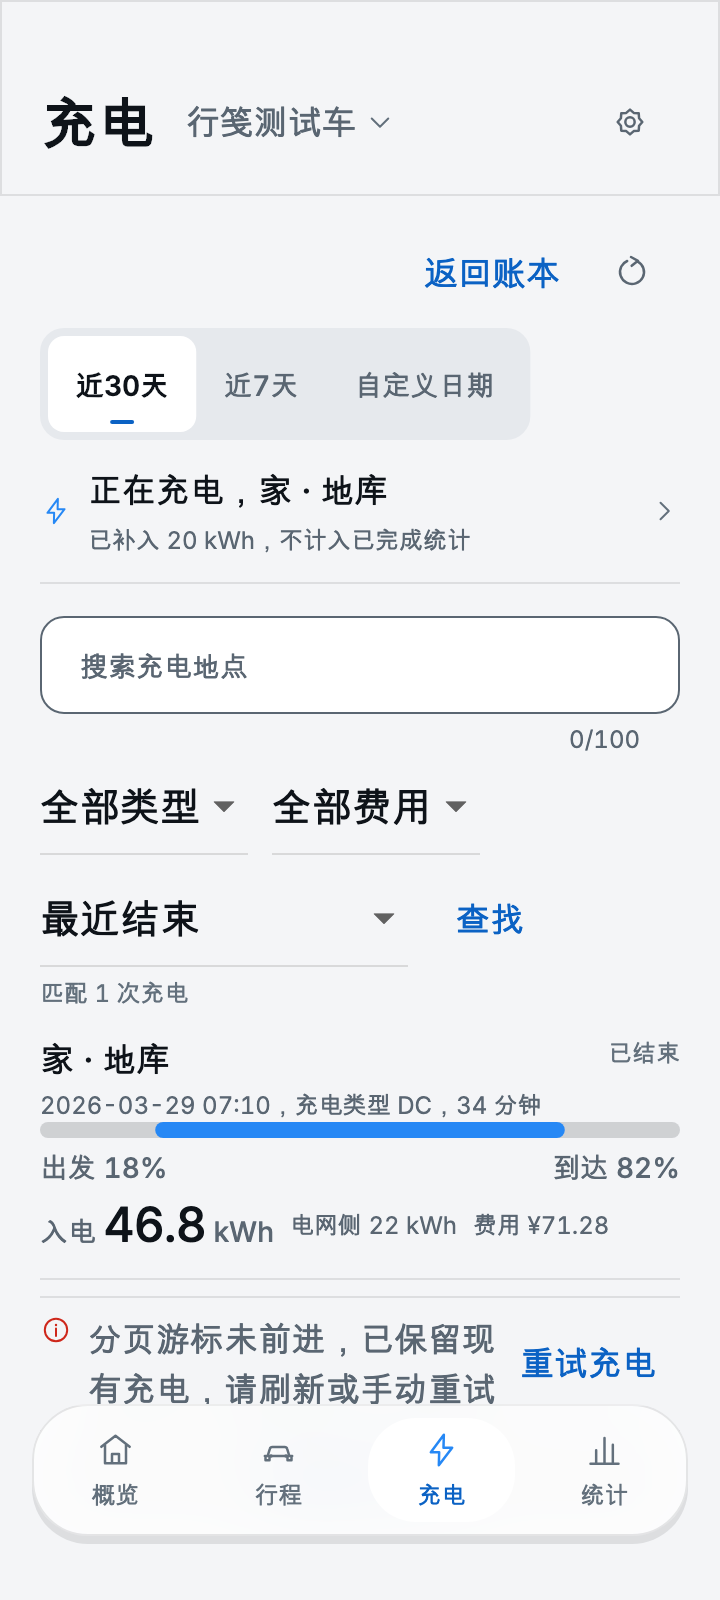 充电 行笺测试车
返回账本
近30天 近7天 自定义日期
正在充电，家 · 地库
已补入 20 kWh，不计入已完成统计
搜索充电地点
0/100
全部类型 全部费用
最近结束 查找
匹配 1 次充电
家 · 地库 已结束
2026-03-29 07:10，充电类型 DC，34 分钟
出发 18% 到达 82%
入电 46.8 kWh 电网侧 22 kWh 费用 ¥71.28
分页游标未前进，已保留现
有充电，请刷新或手动重试
重试充电
概览 行程 充电 统计